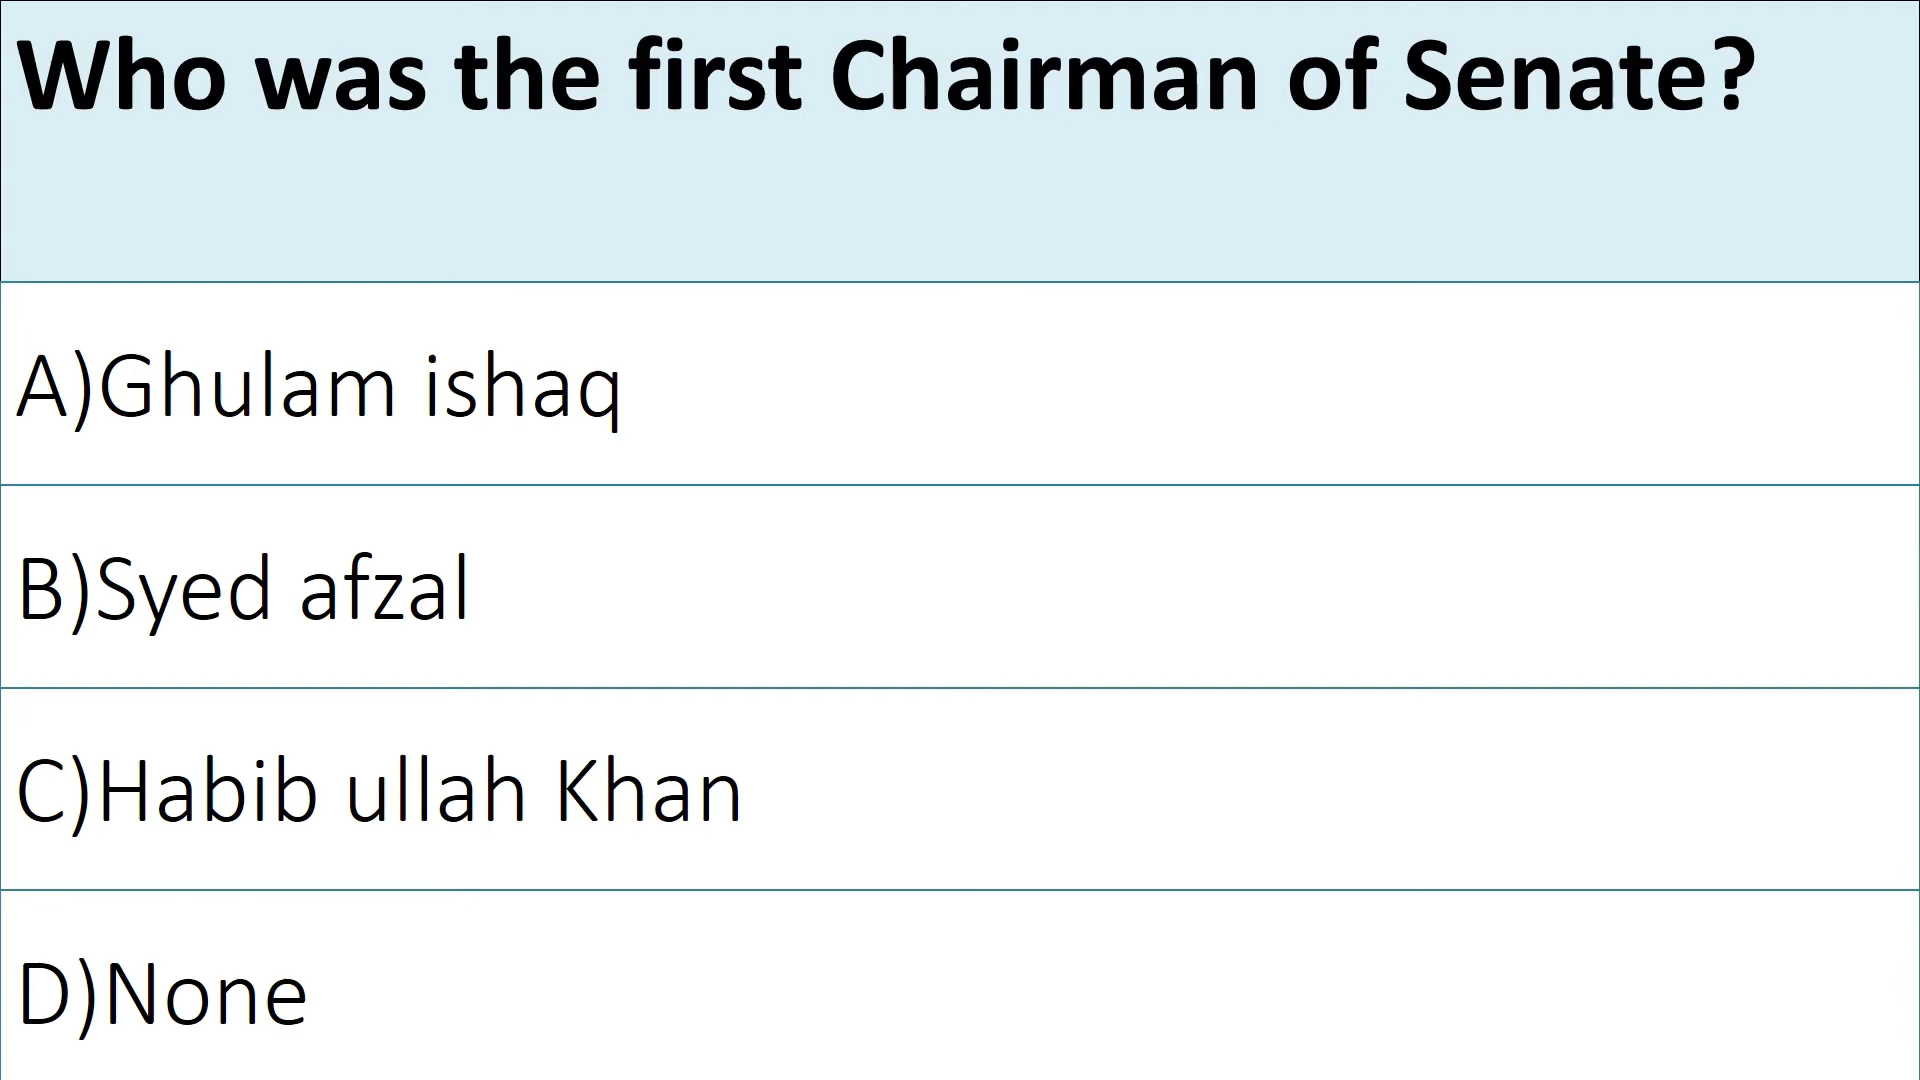 Who was the first Chairman of Senate?
A)Ghulam ishaq
B)Syed afzal
C)Habib ullah Khan
D)None